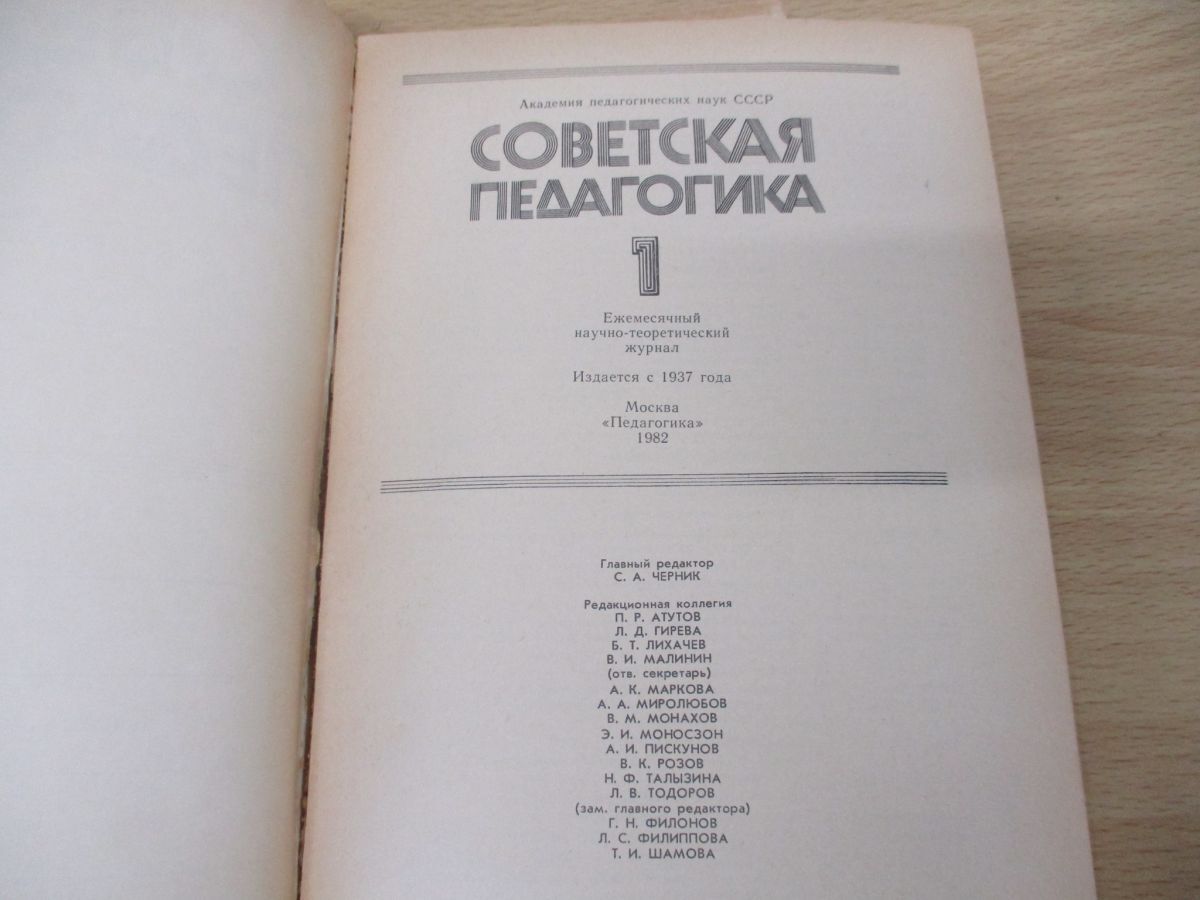 Академия педагогических наук СССР
СОВЕТСКАЯ
ПЕДАГОГИКА
1
Ежемесячный
научно-теоретический
журнал
Издается с 1937 года
Москва
«Педагогика»
1982
Главный редактор
С. А. ЧЕРНИК
Редакционная коллегия
П. Р. АТУТОВ
Л. Д. ГИРЕВА
Б. Т. ЛИХАЧЕВ
В. И. МАЛИНИН
(отв. секретарь)
А. К. МАРКОВА
А. А. МИРОЛЮБОВ
В. М. МОНАХОВ
Э. И. МОНОСЗОН
А. И. ПИСКУНОВ
В. К. РОЗОВ
Н. Ф. ТАЛЫЗИНА
Л. В. ТОДОРОВ
(зам. главного редактора)
Г. Н. ФИЛОНОВ
Л. С. ФИЛИППОВА
Т. И. ШАМОВА